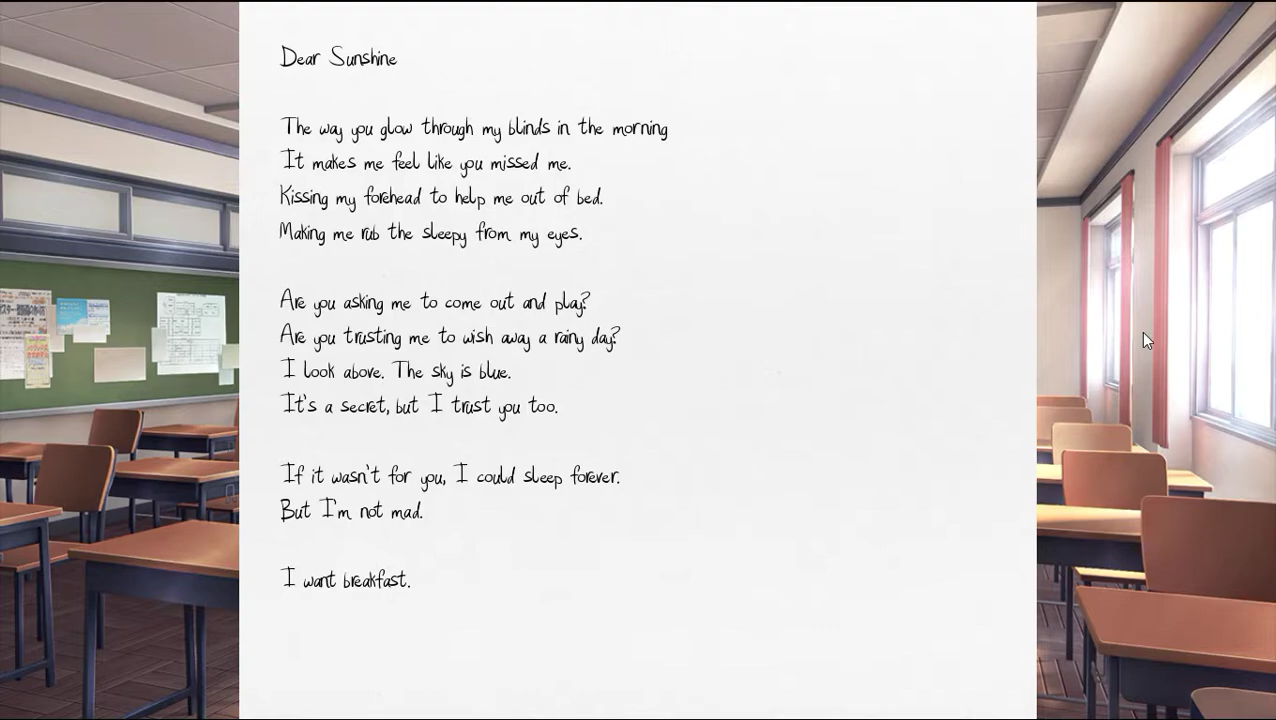 Dear Sunshine
The way you glow through my blinds in the morning
It makes me feel like you missed me.
Kissing my forehead to help me out of bed.
Making me rub the sleepy from my eyes.
Are you asking me to come out and play?
Are you trusting me to wish away a rainy day?
I look above. The sky is blue.
It's a secret, but I trust you too.
If it wasn't for you, I could sleep forever.
But I'm not mad.
I want breakfast.